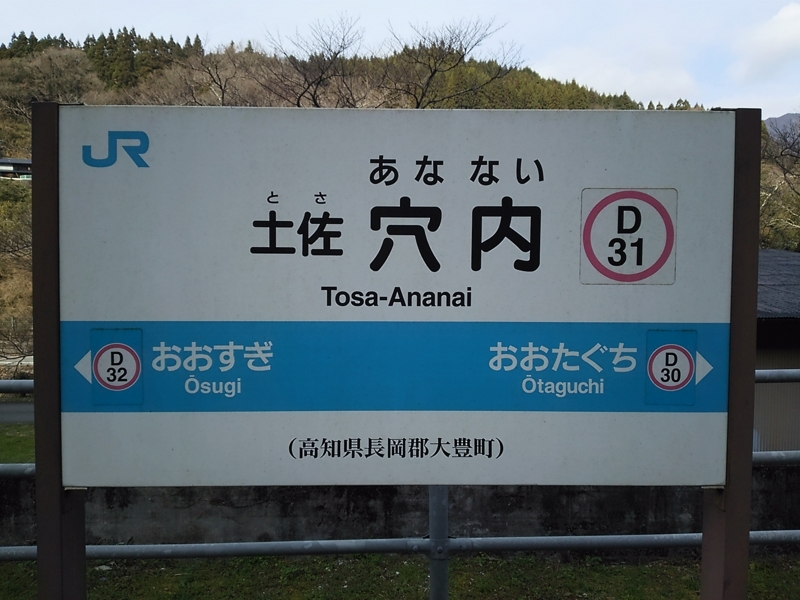 JR
あなない
とさ
土佐 穴内
D
31
Tosa-Ananai
D
32
おおすぎ
Ōsugi
おおたぐち
Ōtaguchi
D
30
(高知県長岡郡大豊町)